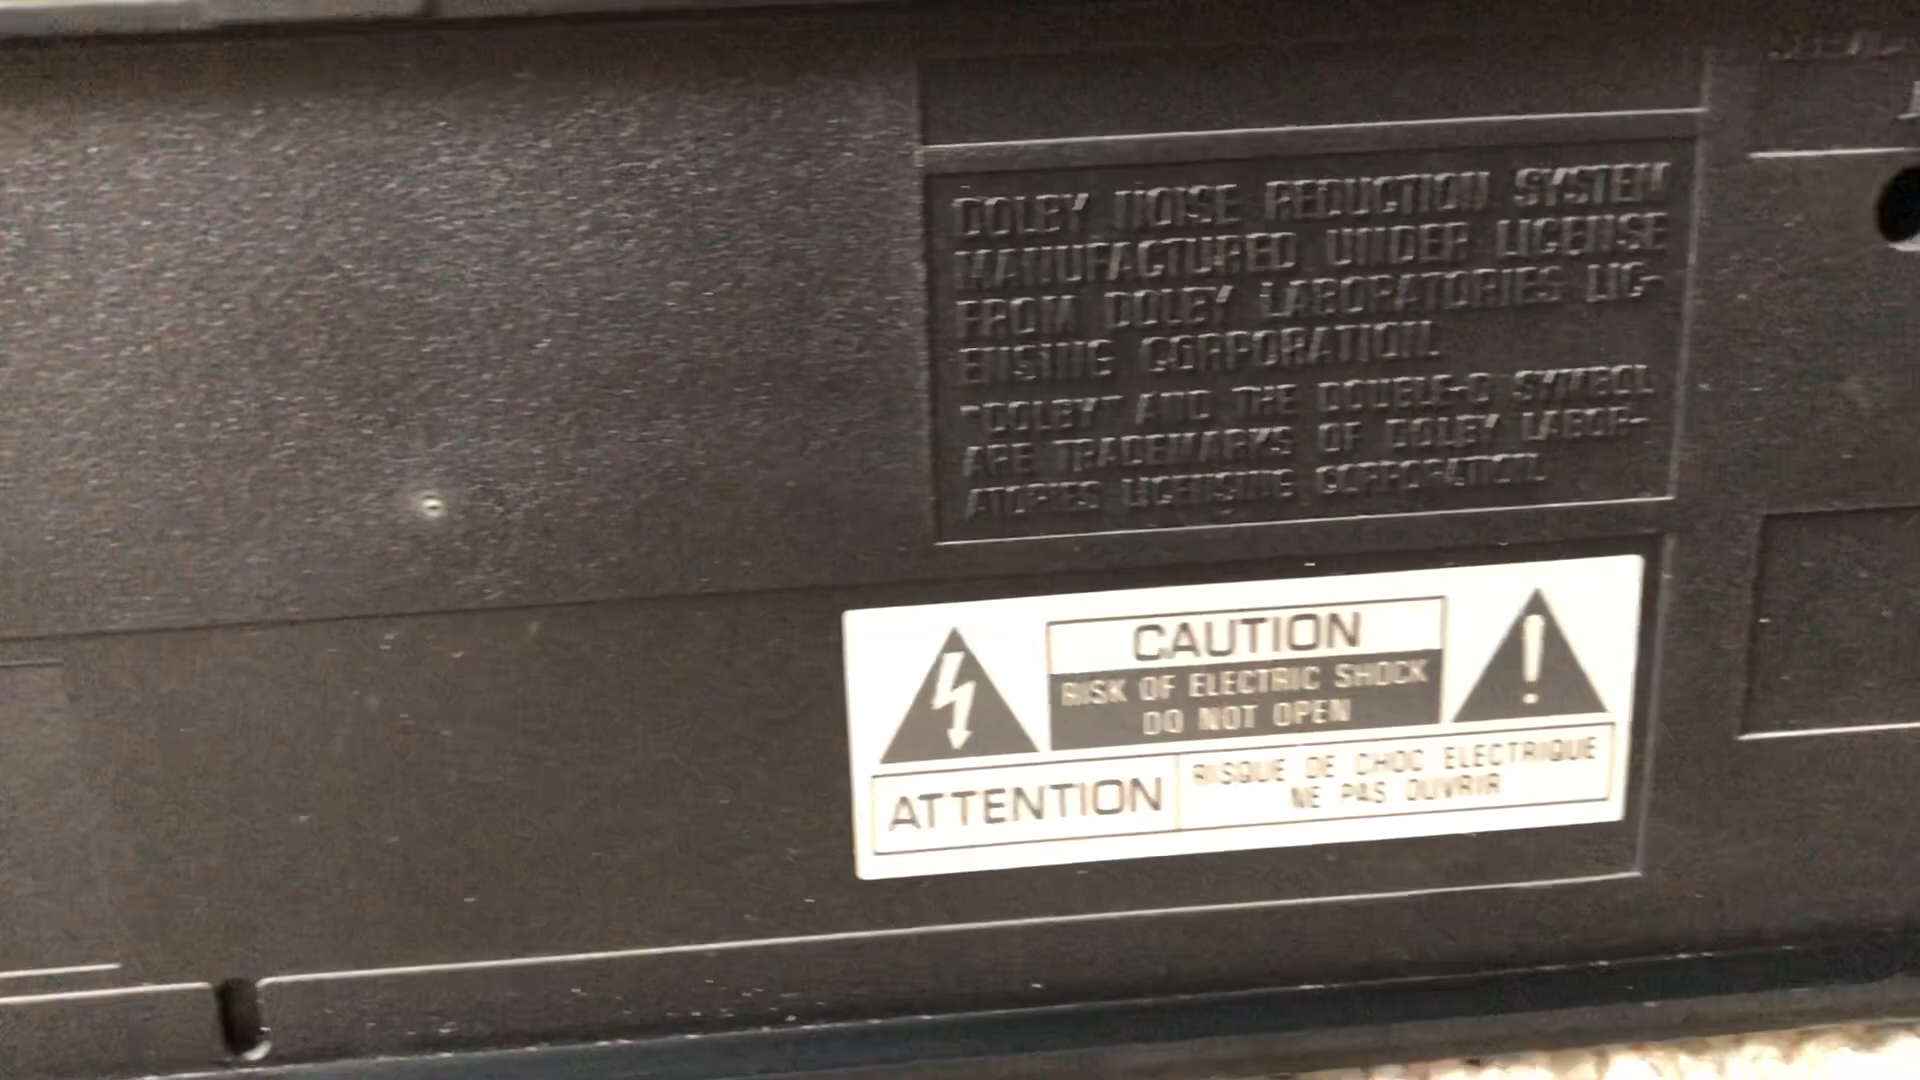 DOLBY NOISE REDUCTION SYSTEM
MANUFACTURED UNDER LICENSE
FROM DOLBY LABORATORIES LIC-
ENSING CORPORATION.
"DOLBY" AND THE DOUBLE-D SYMBOL
ARE TRADEMARKS OF DOLBY LABOR-
ATORIES LICENSING CORPORATION.
CAUTION
RISK OF ELECTRIC SHOCK
DO NOT OPEN
ATTENTION
RISQUE DE CHOC ELECTRIQUE
NE PAS OUVRIR